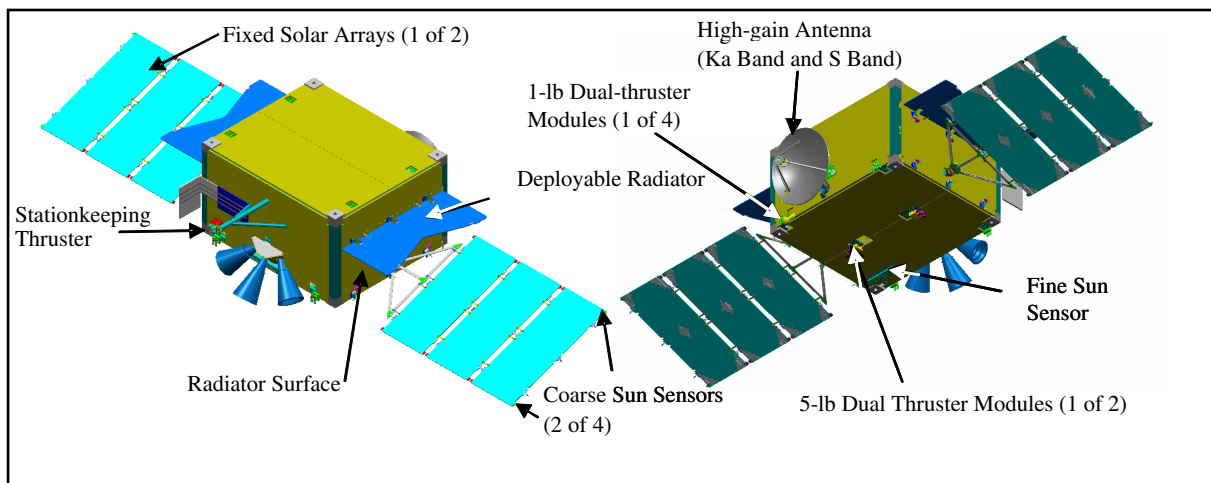 Fixed Solar Arrays (1 of 2)
High-gain Antenna
(Ka Band and S Band)
1-lb Dual-thruster
Modules (1 of 4)
Deployable Radiator
Stationkeeping
Thruster
Fine Sun
Sensor
Radiator Surface
Coarse Sun Sensors
(2 of 4)
5-lb Dual Thruster Modules (1 of 2)